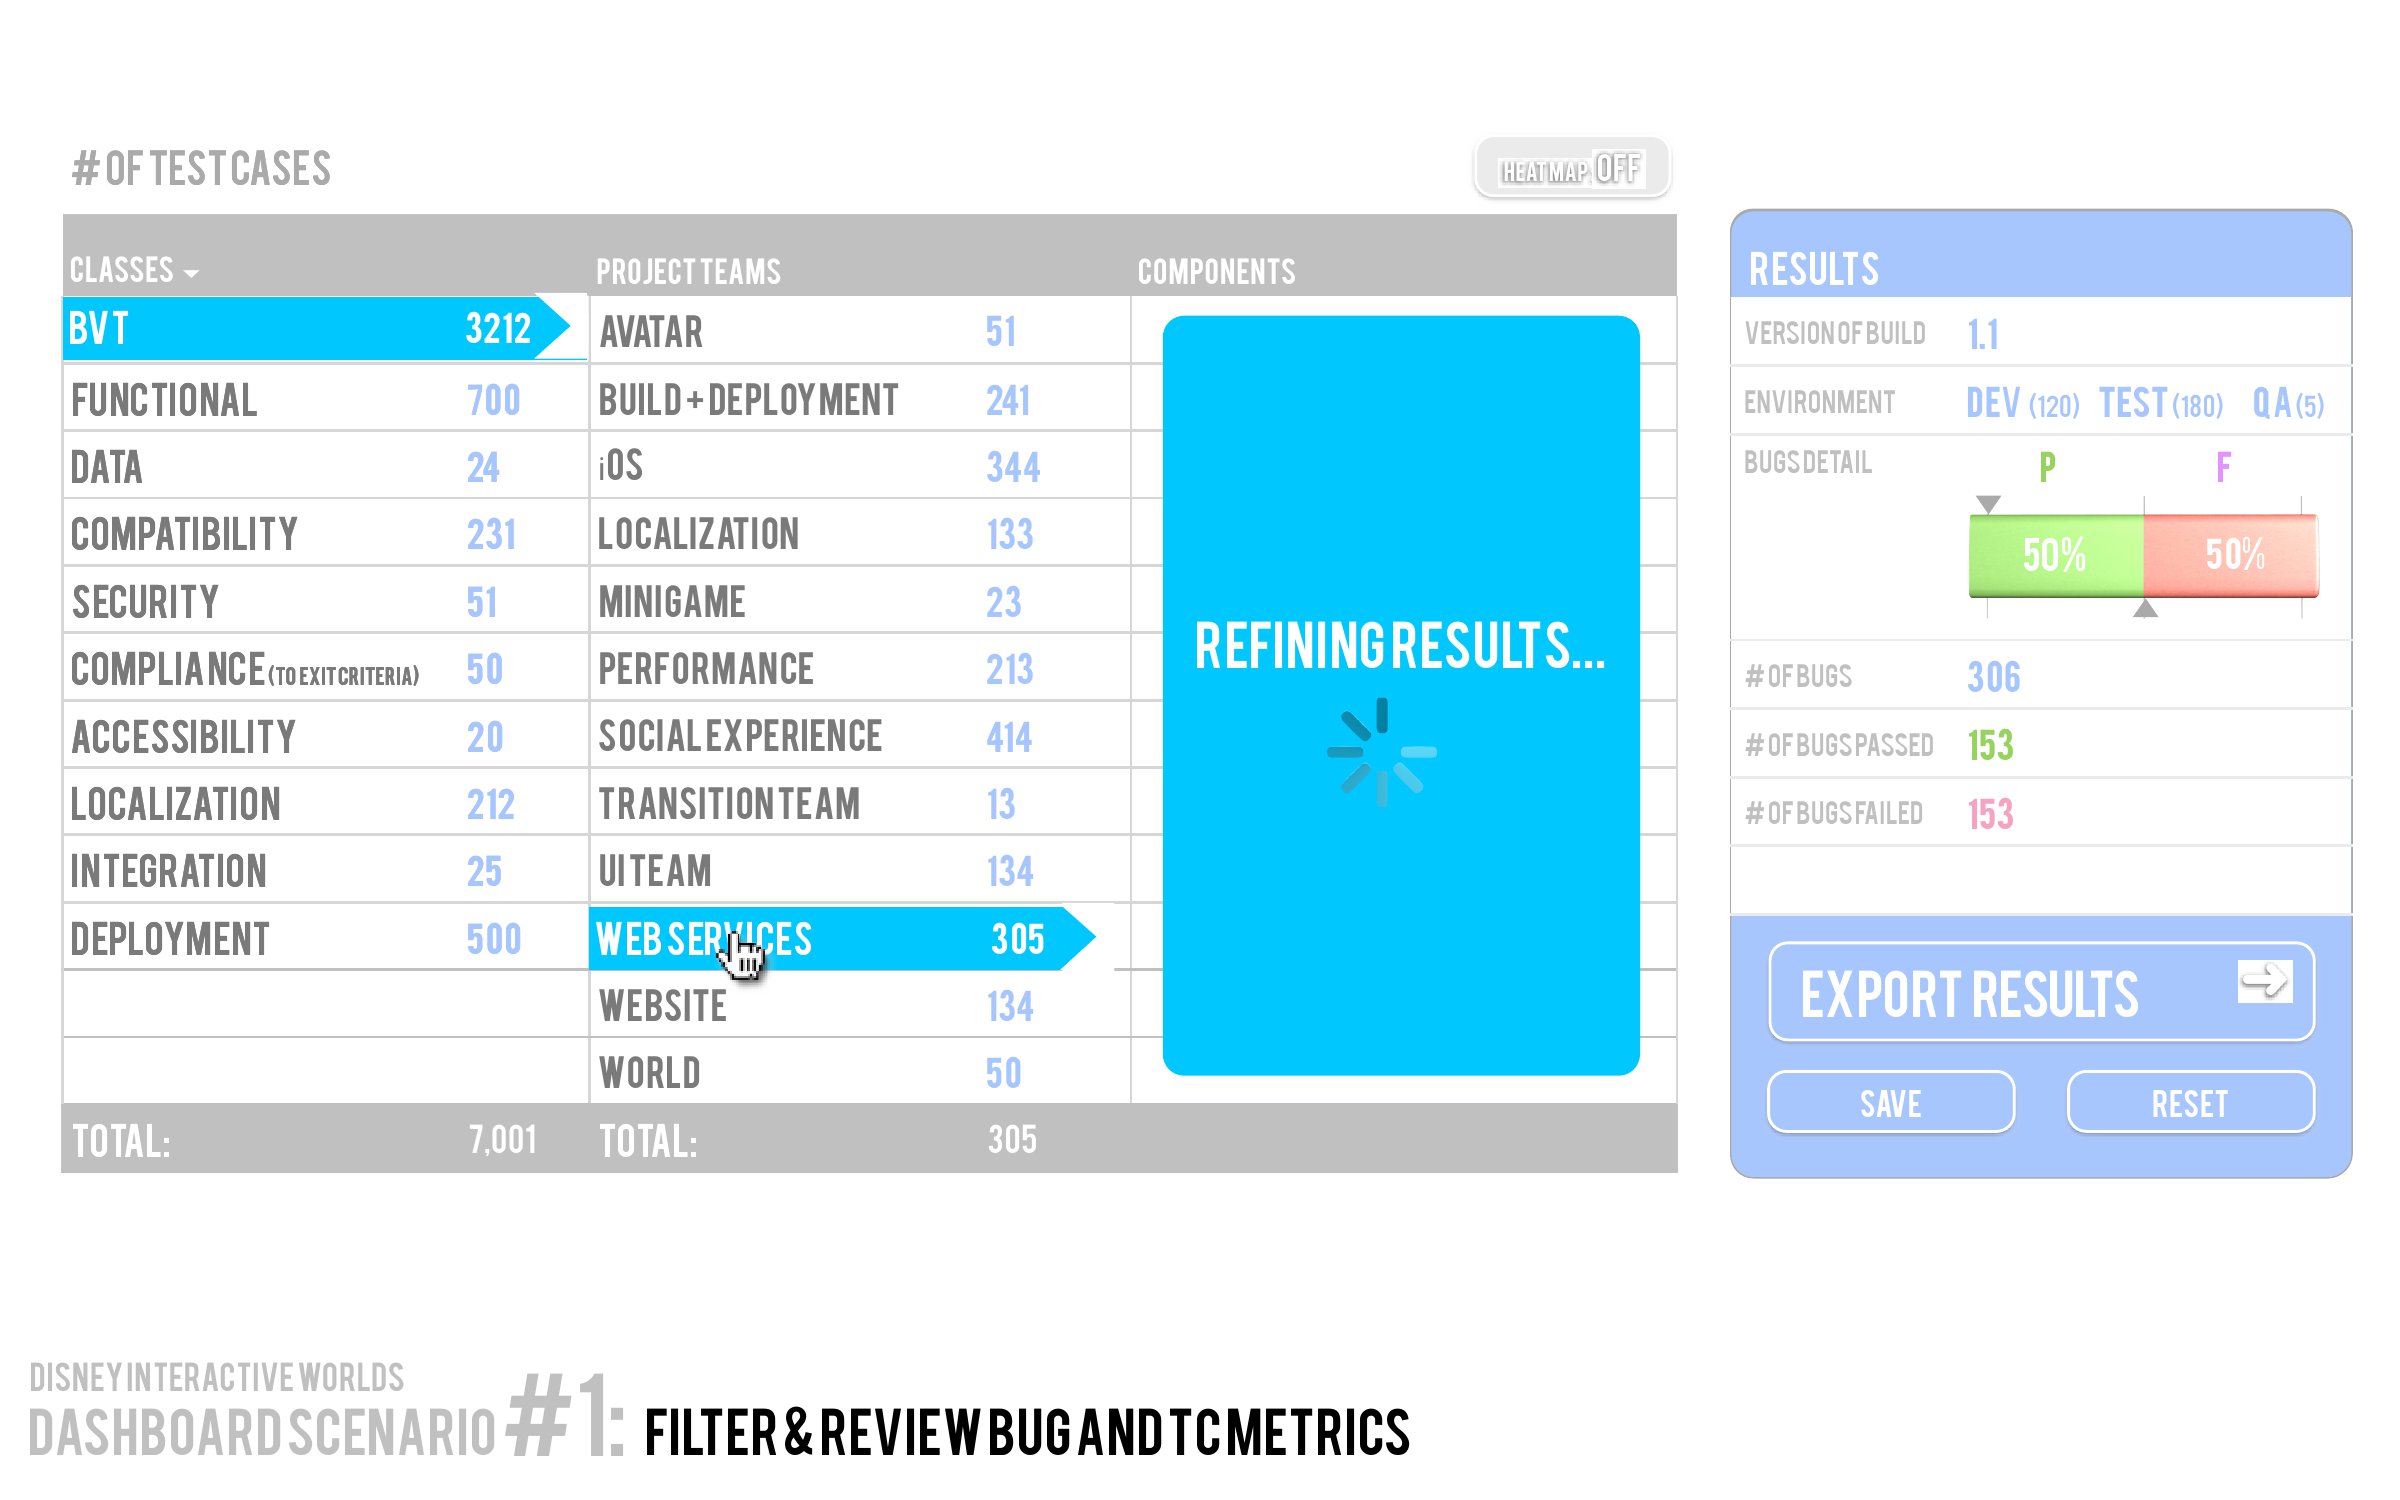 # OF TEST CASES
HEATMAP: OFF
CLASSES PROJECT TEAMS COMPONENTS
BVT 3212 AVATAR 51
FUNCTIONAL 700 BUILD + DEPLOYMENT 241
DATA 24 iOS 344
COMPATIBILITY 231 LOCALIZATION 133
SECURITY 51 MINIGAME 23
COMPLIANCE (TO EXIT CRITERIA) 50 PERFORMANCE 213
ACCESSIBILITY 20 SOCIAL EXPERIENCE 414
LOCALIZATION 212 TRANSITION TEAM 13
INTEGRATION 25 UI TEAM 134
DEPLOYMENT 500 WEB SERVICES 305
WEBSITE 134
WORLD 50
TOTAL: 7,001 TOTAL: 305
REFINING RESULTS...
RESULTS
VERSION OF BUILD 1.1
ENVIRONMENT DEV (120) TEST (180) QA (5)
BUGS DETAIL P F
50% 50%
# OF BUGS 306
# OF BUGS PASSED 153
# OF BUGS FAILED 153
EXPORT RESULTS
SAVE RESET
DISNEY INTERACTIVE WORLDS
DASHBOARD SCENARIO #1: FILTER & REVIEW BUG AND TC METRICS